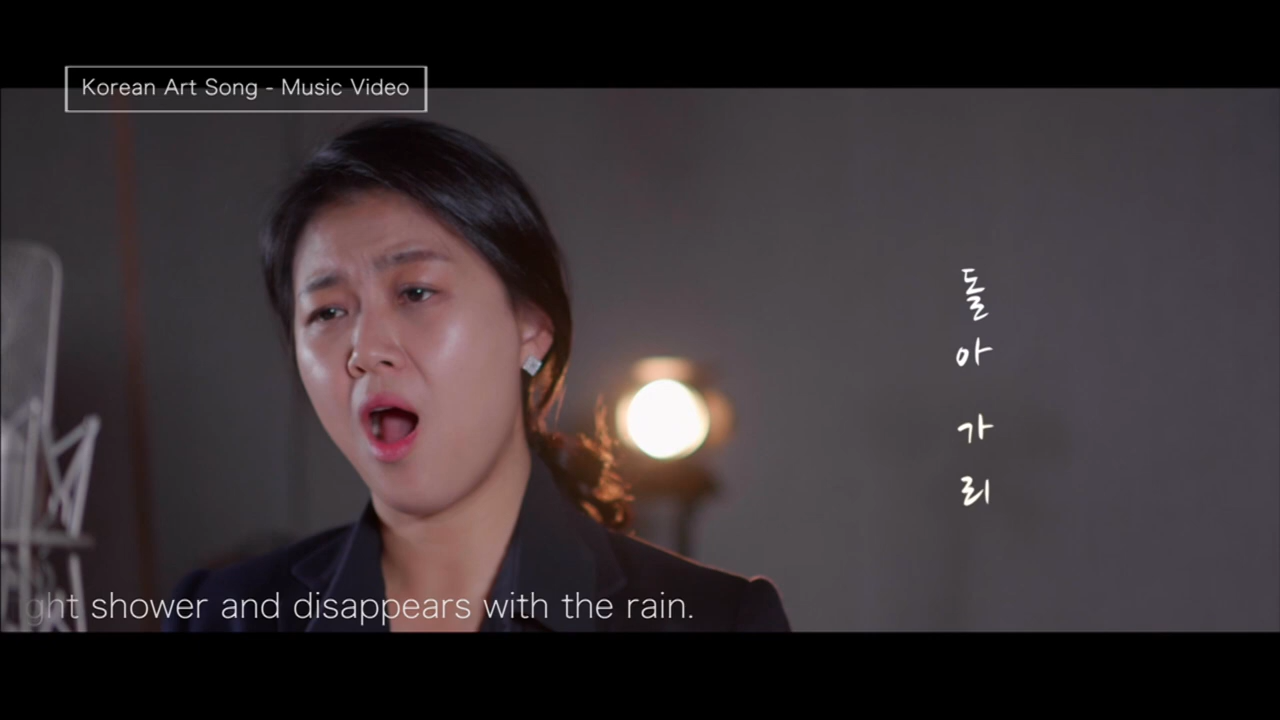 Korean Art Song - Music Video
돌
아
가
리
ght shower and disappears with the rain.